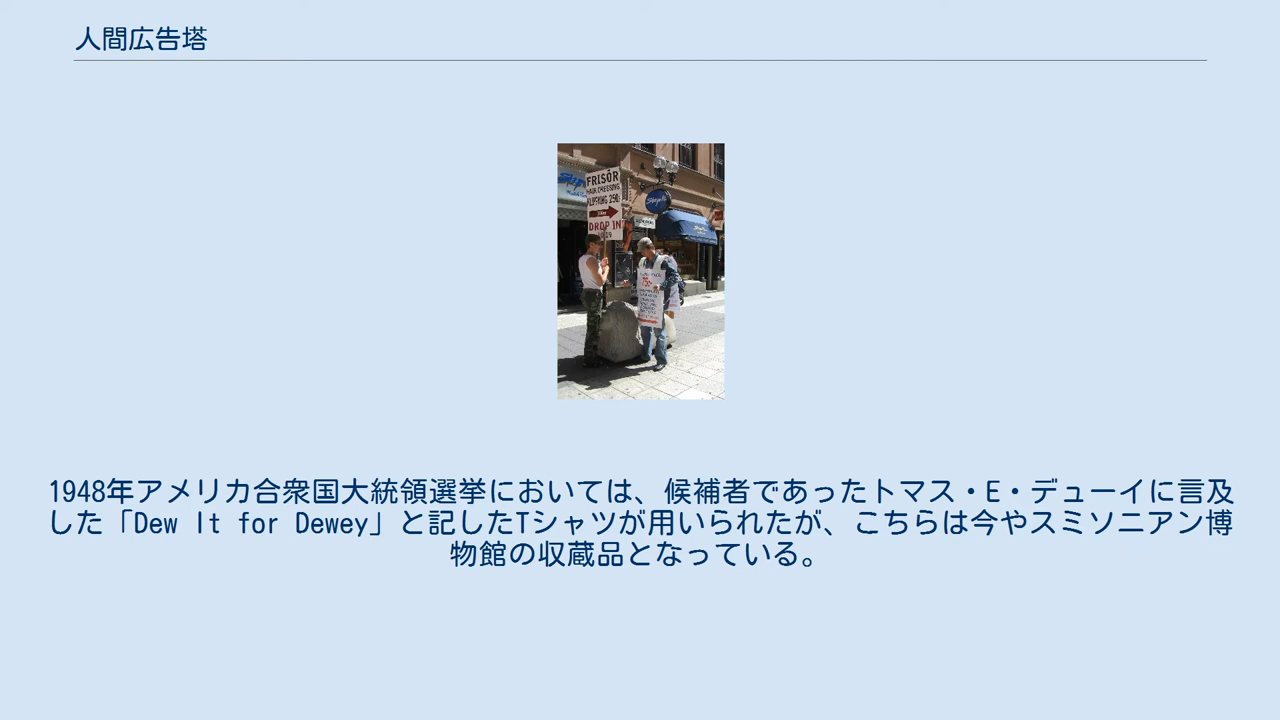 人間広告塔
FRISÖR
HAIR DRESSING
KLIPPNING 250:
DROP IN
1948年アメリカ合衆国大統領選挙においては、候補者であったトマス・E・デューイに言及
した「Dew It for Dewey」と記したTシャツが用いられたが、こちらは今やスミソニアン博
物館の収蔵品となっている。